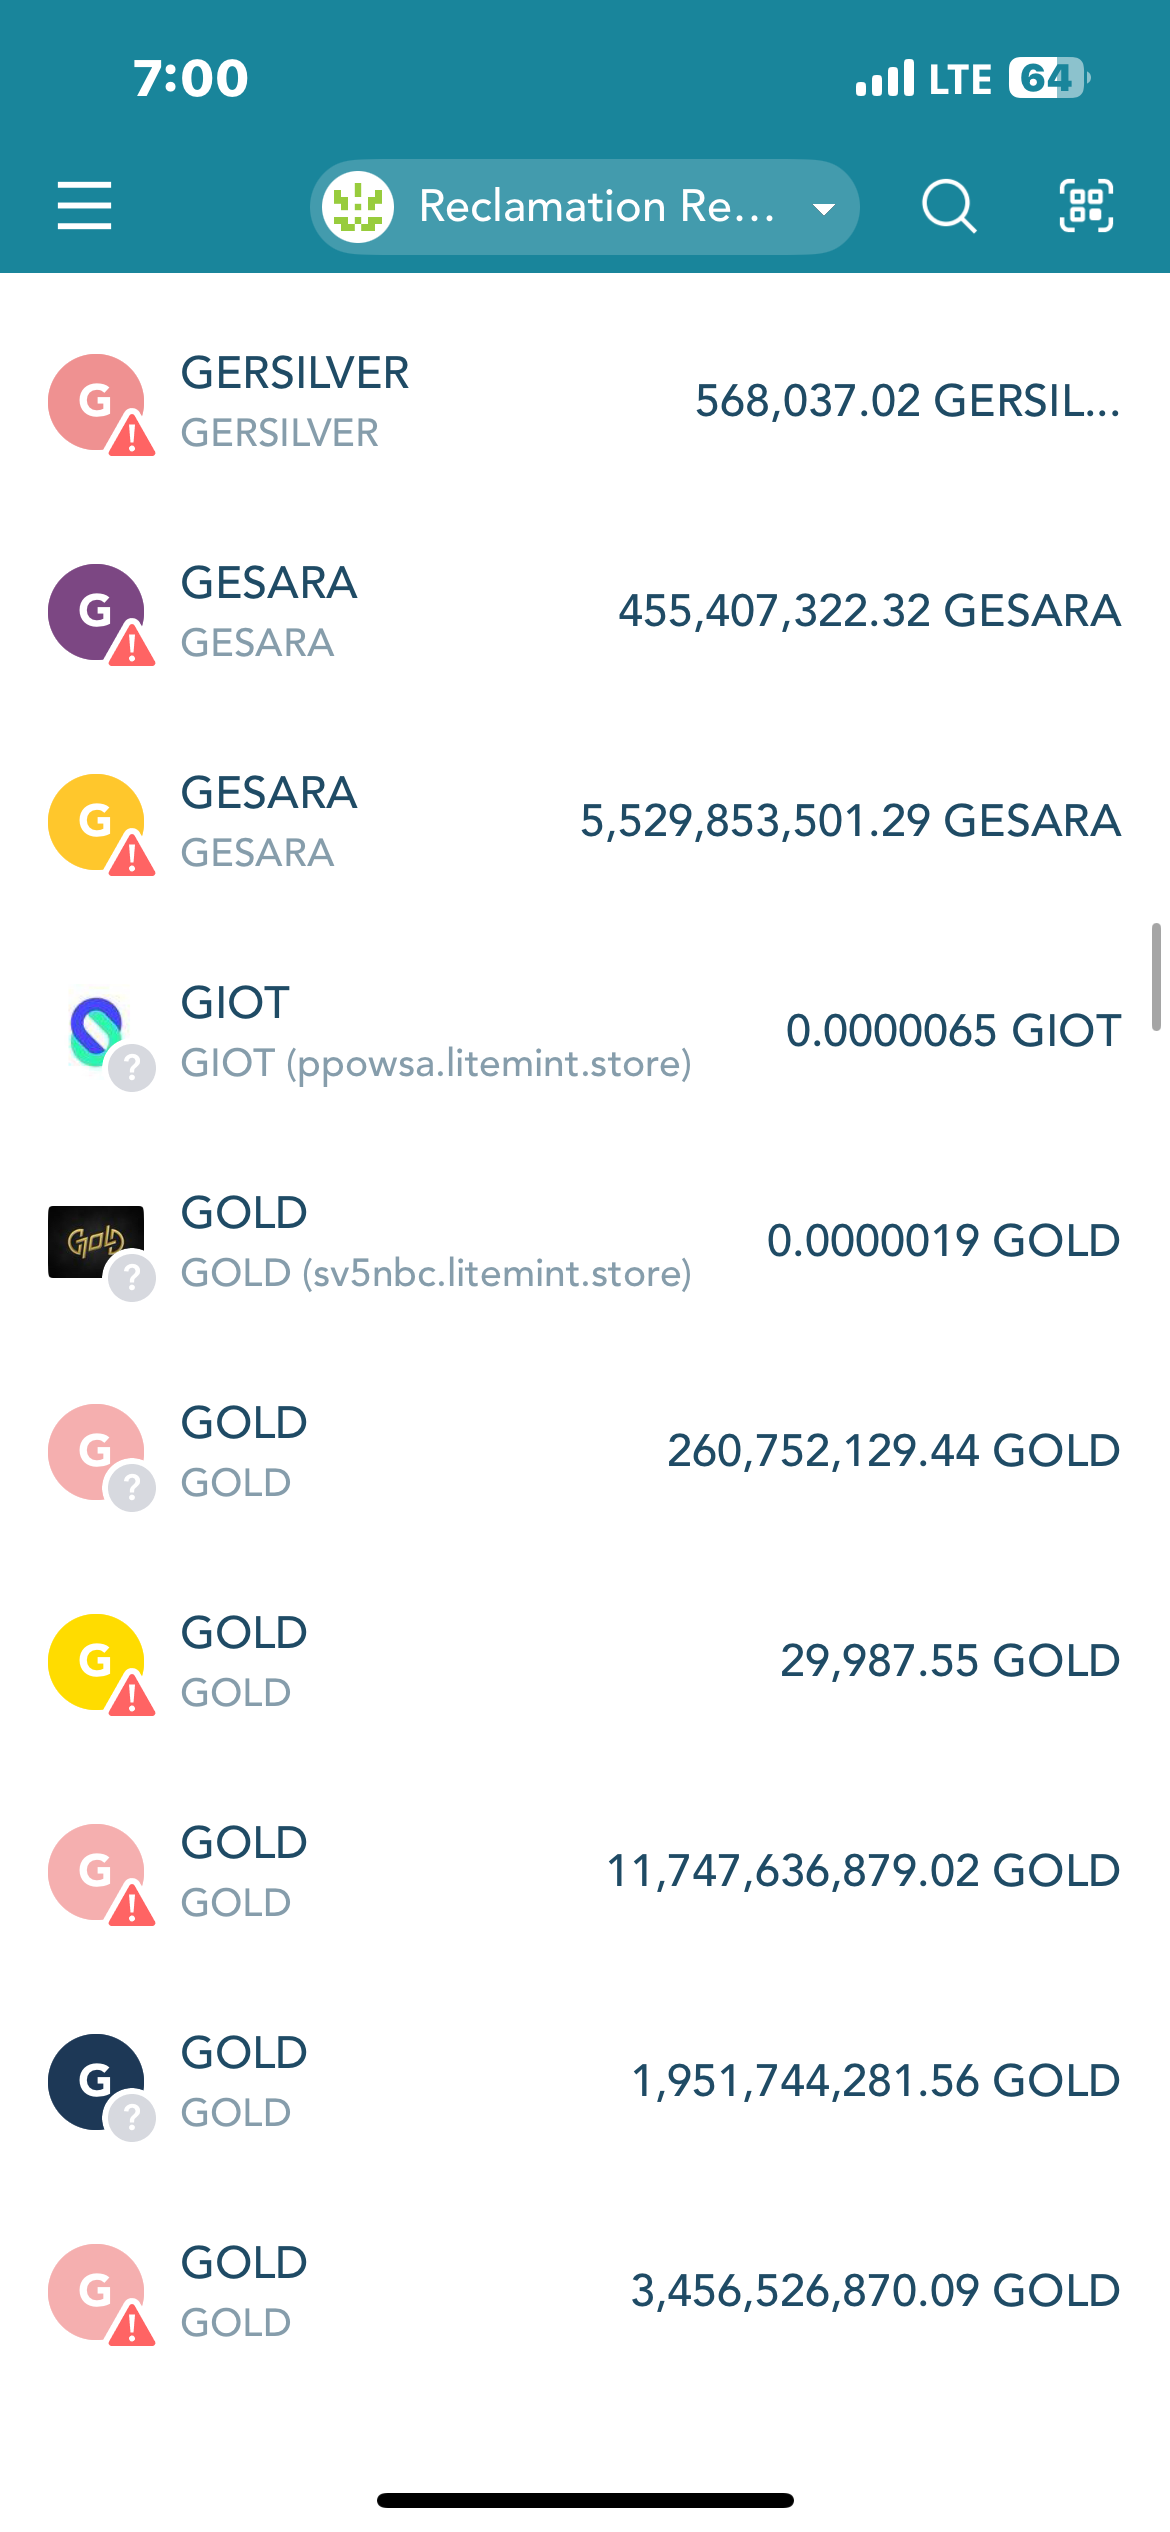 7:00
LTE 64
Reclamation Re...
G
GERSILVER
GERSILVER
568,037.02 GERSIL...
G
GESARA
GESARA
455,407,322.32 GESARA
G
GESARA
GESARA
5,529,853,501.29 GESARA
GIOT
GIOT (ppowsa.litemint.store)
0.0000065 GIOT
?
Gold
GOLD
GOLD (sv5nbc.litemint.store)
0.0000019 GOLD
?
G
GOLD
GOLD
260,752,129.44 GOLD
?
G
GOLD
GOLD
29,987.55 GOLD
G
GOLD
GOLD
11,747,636,879.02 GOLD
G
GOLD
GOLD
1,951,744,281.56 GOLD
?
G
GOLD
GOLD
3,456,526,870.09 GOLD